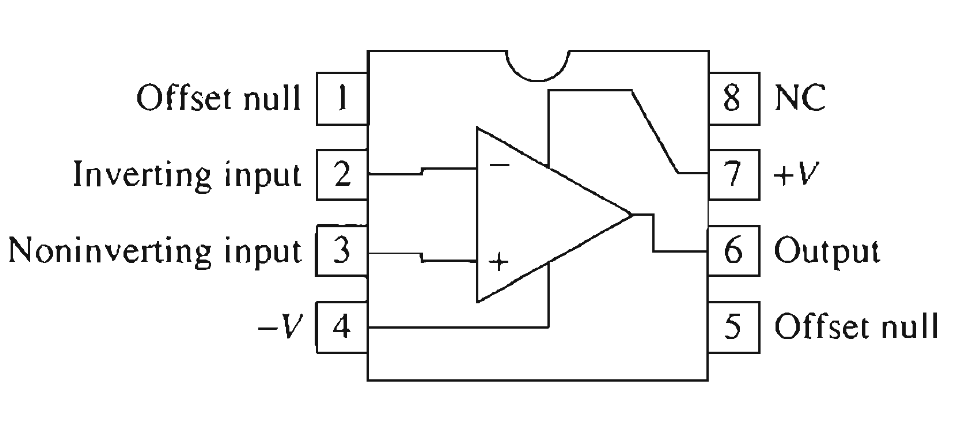 Offset null 1
Inverting input 2
Noninverting input 3
−V 4
−
+
8 NC
7 +V
6 Output
5 Offset null